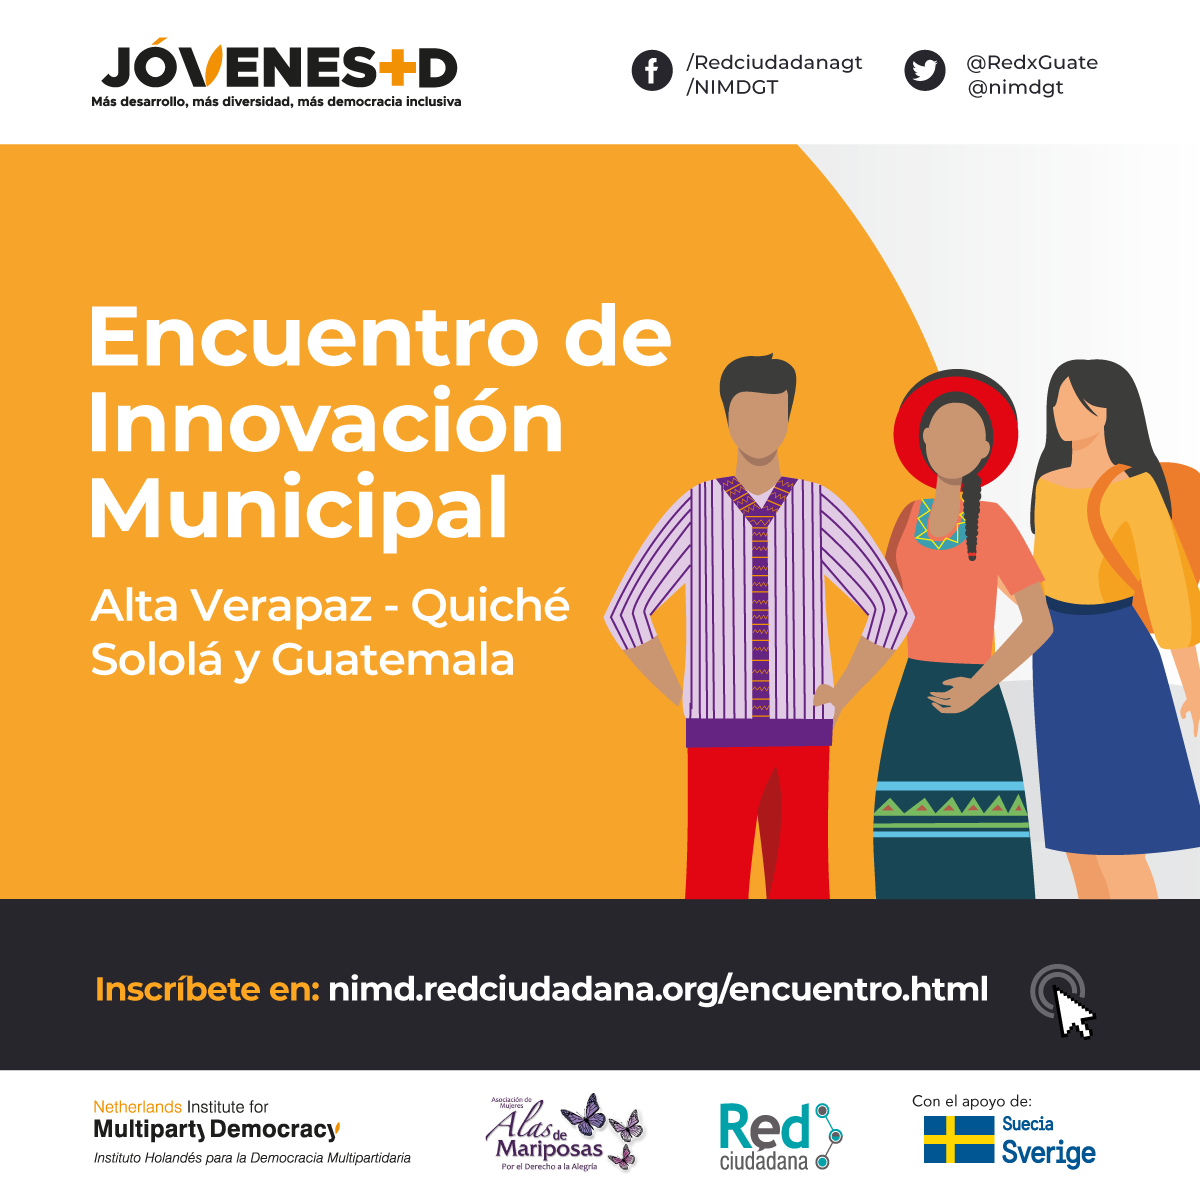 JÓVENES+D
Más desarrollo, más diversidad, más democracia inclusiva
/Redciudadanagt
/NIMDGT
@RedxGuate
@nimdgt
Encuentro de
Innovación
Municipal
Alta Verapaz - Quiché
Sololá y Guatemala
Inscríbete en: nimd.redciudadana.org/encuentro.html
Netherlands Institute for
Multiparty Democracy
Instituto Holandés para la Democracia Multipartidaria
Asociación de
Mujeres
Alas de
Mariposas
Por el Derecho a la Alegría
Red
ciudadana
Con el apoyo de:
Suecia
Sverige